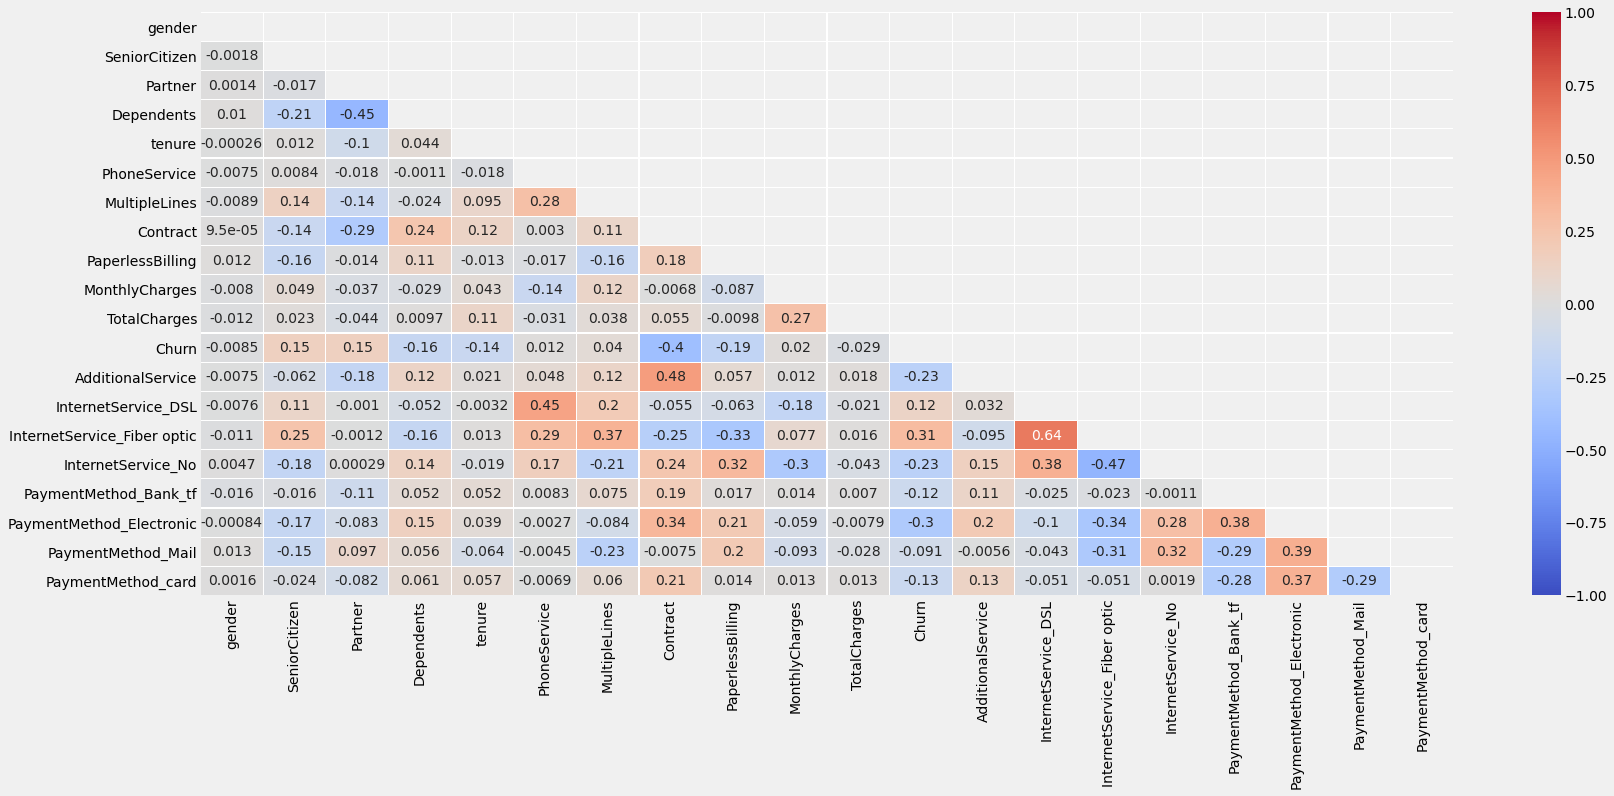 gender
SeniorCitizen -0.0018
Partner 0.0014 -0.017
Dependents 0.01 -0.21 -0.45
tenure -0.00026 0.012 -0.1 0.044
PhoneService -0.0075 0.0084 -0.018 -0.0011 -0.018
MultipleLines -0.0089 0.14 -0.14 -0.024 0.095 0.28
Contract 9.5e-05 -0.14 -0.29 0.24 0.12 0.003 0.11
PaperlessBilling 0.012 -0.16 -0.014 0.11 -0.013 -0.017 -0.16 0.18
MonthlyCharges -0.008 0.049 -0.037 -0.029 0.043 -0.14 0.12 -0.0068 -0.087
TotalCharges -0.012 0.023 -0.044 0.0097 0.11 -0.031 0.038 0.055 -0.0098 0.27
Churn -0.0085 0.15 0.15 -0.16 -0.14 0.012 0.04 -0.4 -0.19 0.02 -0.029
AdditionalService -0.0075 -0.062 -0.18 0.12 0.021 0.048 0.12 0.48 0.057 0.012 0.018 -0.23
InternetService_DSL -0.0076 0.11 -0.001 -0.052 -0.0032 0.45 0.2 -0.055 -0.063 -0.18 -0.021 0.12 0.032
InternetService_Fiber optic -0.011 0.25 -0.0012 -0.16 0.013 0.29 0.37 -0.25 -0.33 0.077 0.016 0.31 -0.095 0.64
InternetService_No 0.0047 -0.18 0.00029 0.14 -0.019 0.17 -0.21 0.24 0.32 -0.3 -0.043 -0.23 0.15 0.38 -0.47
PaymentMethod_Bank_tf -0.016 -0.016 -0.11 0.052 0.052 0.0083 0.075 0.19 0.017 0.014 0.007 -0.12 0.11 -0.025 -0.023 -0.0011
PaymentMethod_Electronic -0.00084 -0.17 -0.083 0.15 0.039 -0.0027 -0.084 0.34 0.21 -0.059 -0.0079 -0.3 0.2 -0.1 -0.34 0.28 0.38
PaymentMethod_Mail 0.013 -0.15 0.097 0.056 -0.064 -0.0045 -0.23 -0.0075 0.2 -0.093 -0.028 -0.091 -0.0056 -0.043 -0.31 0.32 -0.29 0.39
PaymentMethod_card 0.0016 -0.024 -0.082 0.061 0.057 -0.0069 0.06 0.21 0.014 0.013 0.013 -0.13 0.13 -0.051 -0.051 0.0019 -0.28 0.37 -0.29
gender
SeniorCitizen
Partner
Dependents
tenure
PhoneService
MultipleLines
Contract
PaperlessBilling
MonthlyCharges
TotalCharges
Churn
AdditionalService
InternetService_DSL
InternetService_Fiber optic
InternetService_No
PaymentMethod_Bank_tf
PaymentMethod_Electronic
PaymentMethod_Mail
PaymentMethod_card
1.00
0.75
0.50
0.25
0.00
−0.25
−0.50
−0.75
−1.00